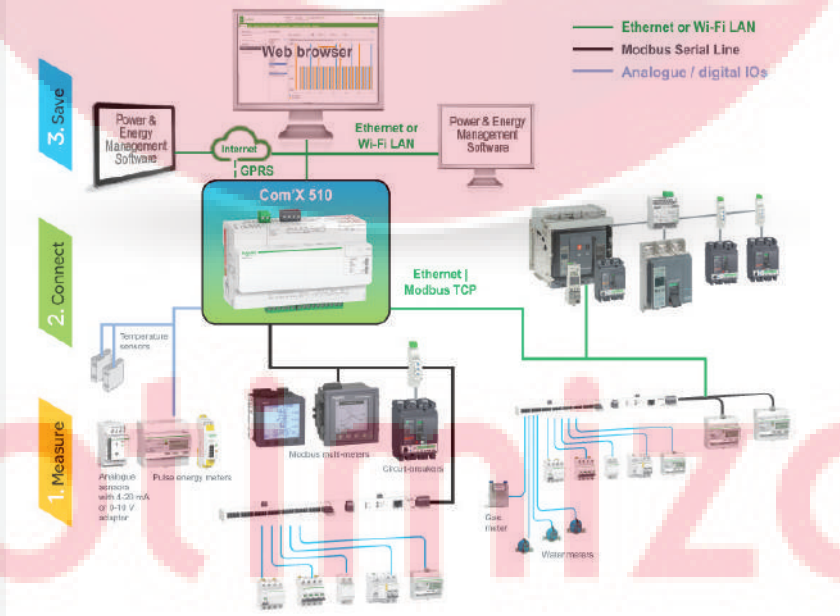 Ethernet or Wi-Fi LAN
Modbus Serial Line
Analogue / digital IOs
Web browser
3. Save
Power &
Energy
Management
Software
Internet
GPRS
Ethernet or
Wi-Fi LAN
Power & Energy
Management
Software
Com'X 510
2. Connect
Ethernet |
Modbus TCP
Temperature
sensors
1. Measure
Analogue
sensors
with 4-20 mA
or 0-10 V
adapter
Pulse energy meters
Modbus multi-meters
Circuit-breakers
Gas
meter
Water meters